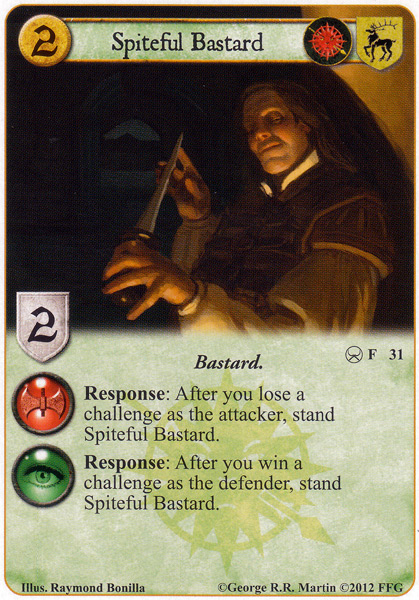 2
Spiteful Bastard
2
Bastard.
F 31
Response: After you lose a
challenge as the attacker, stand
Spiteful Bastard.
Response: After you win a
challenge as the defender, stand
Spiteful Bastard.
Illus. Raymond Bonilla
©George R.R. Martin ©2012 FFG